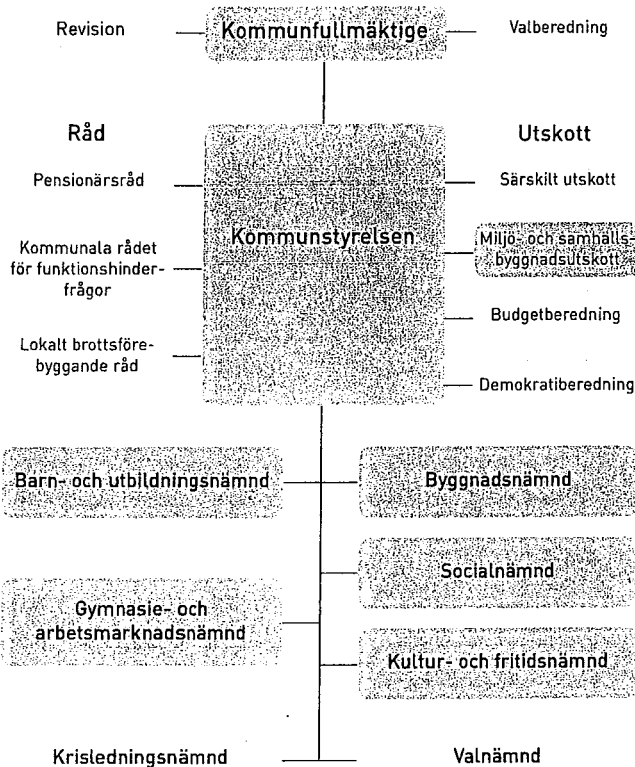 Revision
Kommunfullmäktige
Valberedning
Råd
Utskott
Pensionärsråd
Särskilt utskott
Kommunstyrelsen
Kommunala rådet
för funktionshinder-
frågor
Miljö- och samhälls-
byggnadsutskott
Budgetberedning
Lokalt brottsföre-
byggande råd
Demokratiberedning
Barn- och utbildningsnämnd
Byggnadsnämnd
Socialnämnd
Gymnasie- och
arbetsmarknadsnämnd
Kultur- och fritidsnämnd
Krisledningsnämnd
Valnämnd